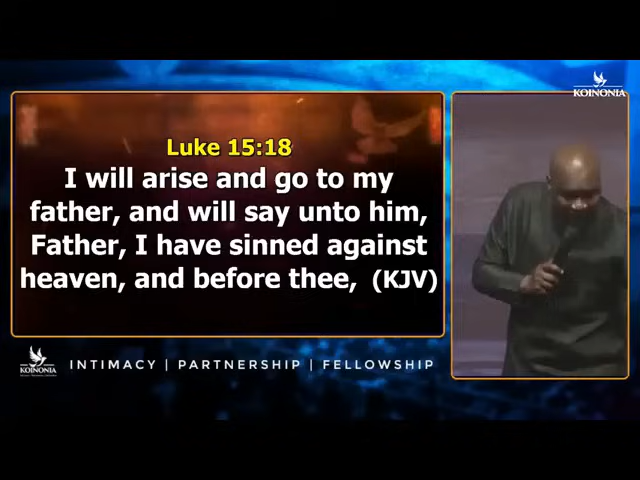 KOINONIA
Luke 15:18
I will arise and go to my
father, and will say unto him,
Father, I have sinned against
heaven, and before thee, (KJV)
KOINONIA
INTIMACY | PARTNERSHIP | FELLOWSHIP